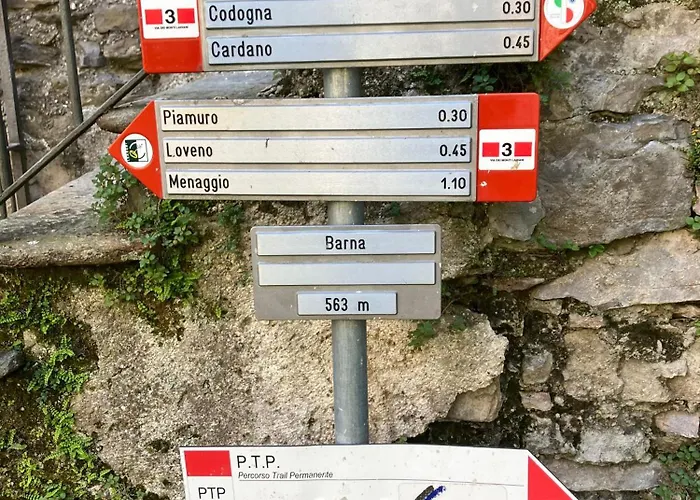 3
Codogna 0.30
Cardano 0.45
Piamuro 0.30
Loveno 0.45
3
Menaggio 1.10
Barna
563 m
P.T.P.
Percorso Trail Permanente
PTP